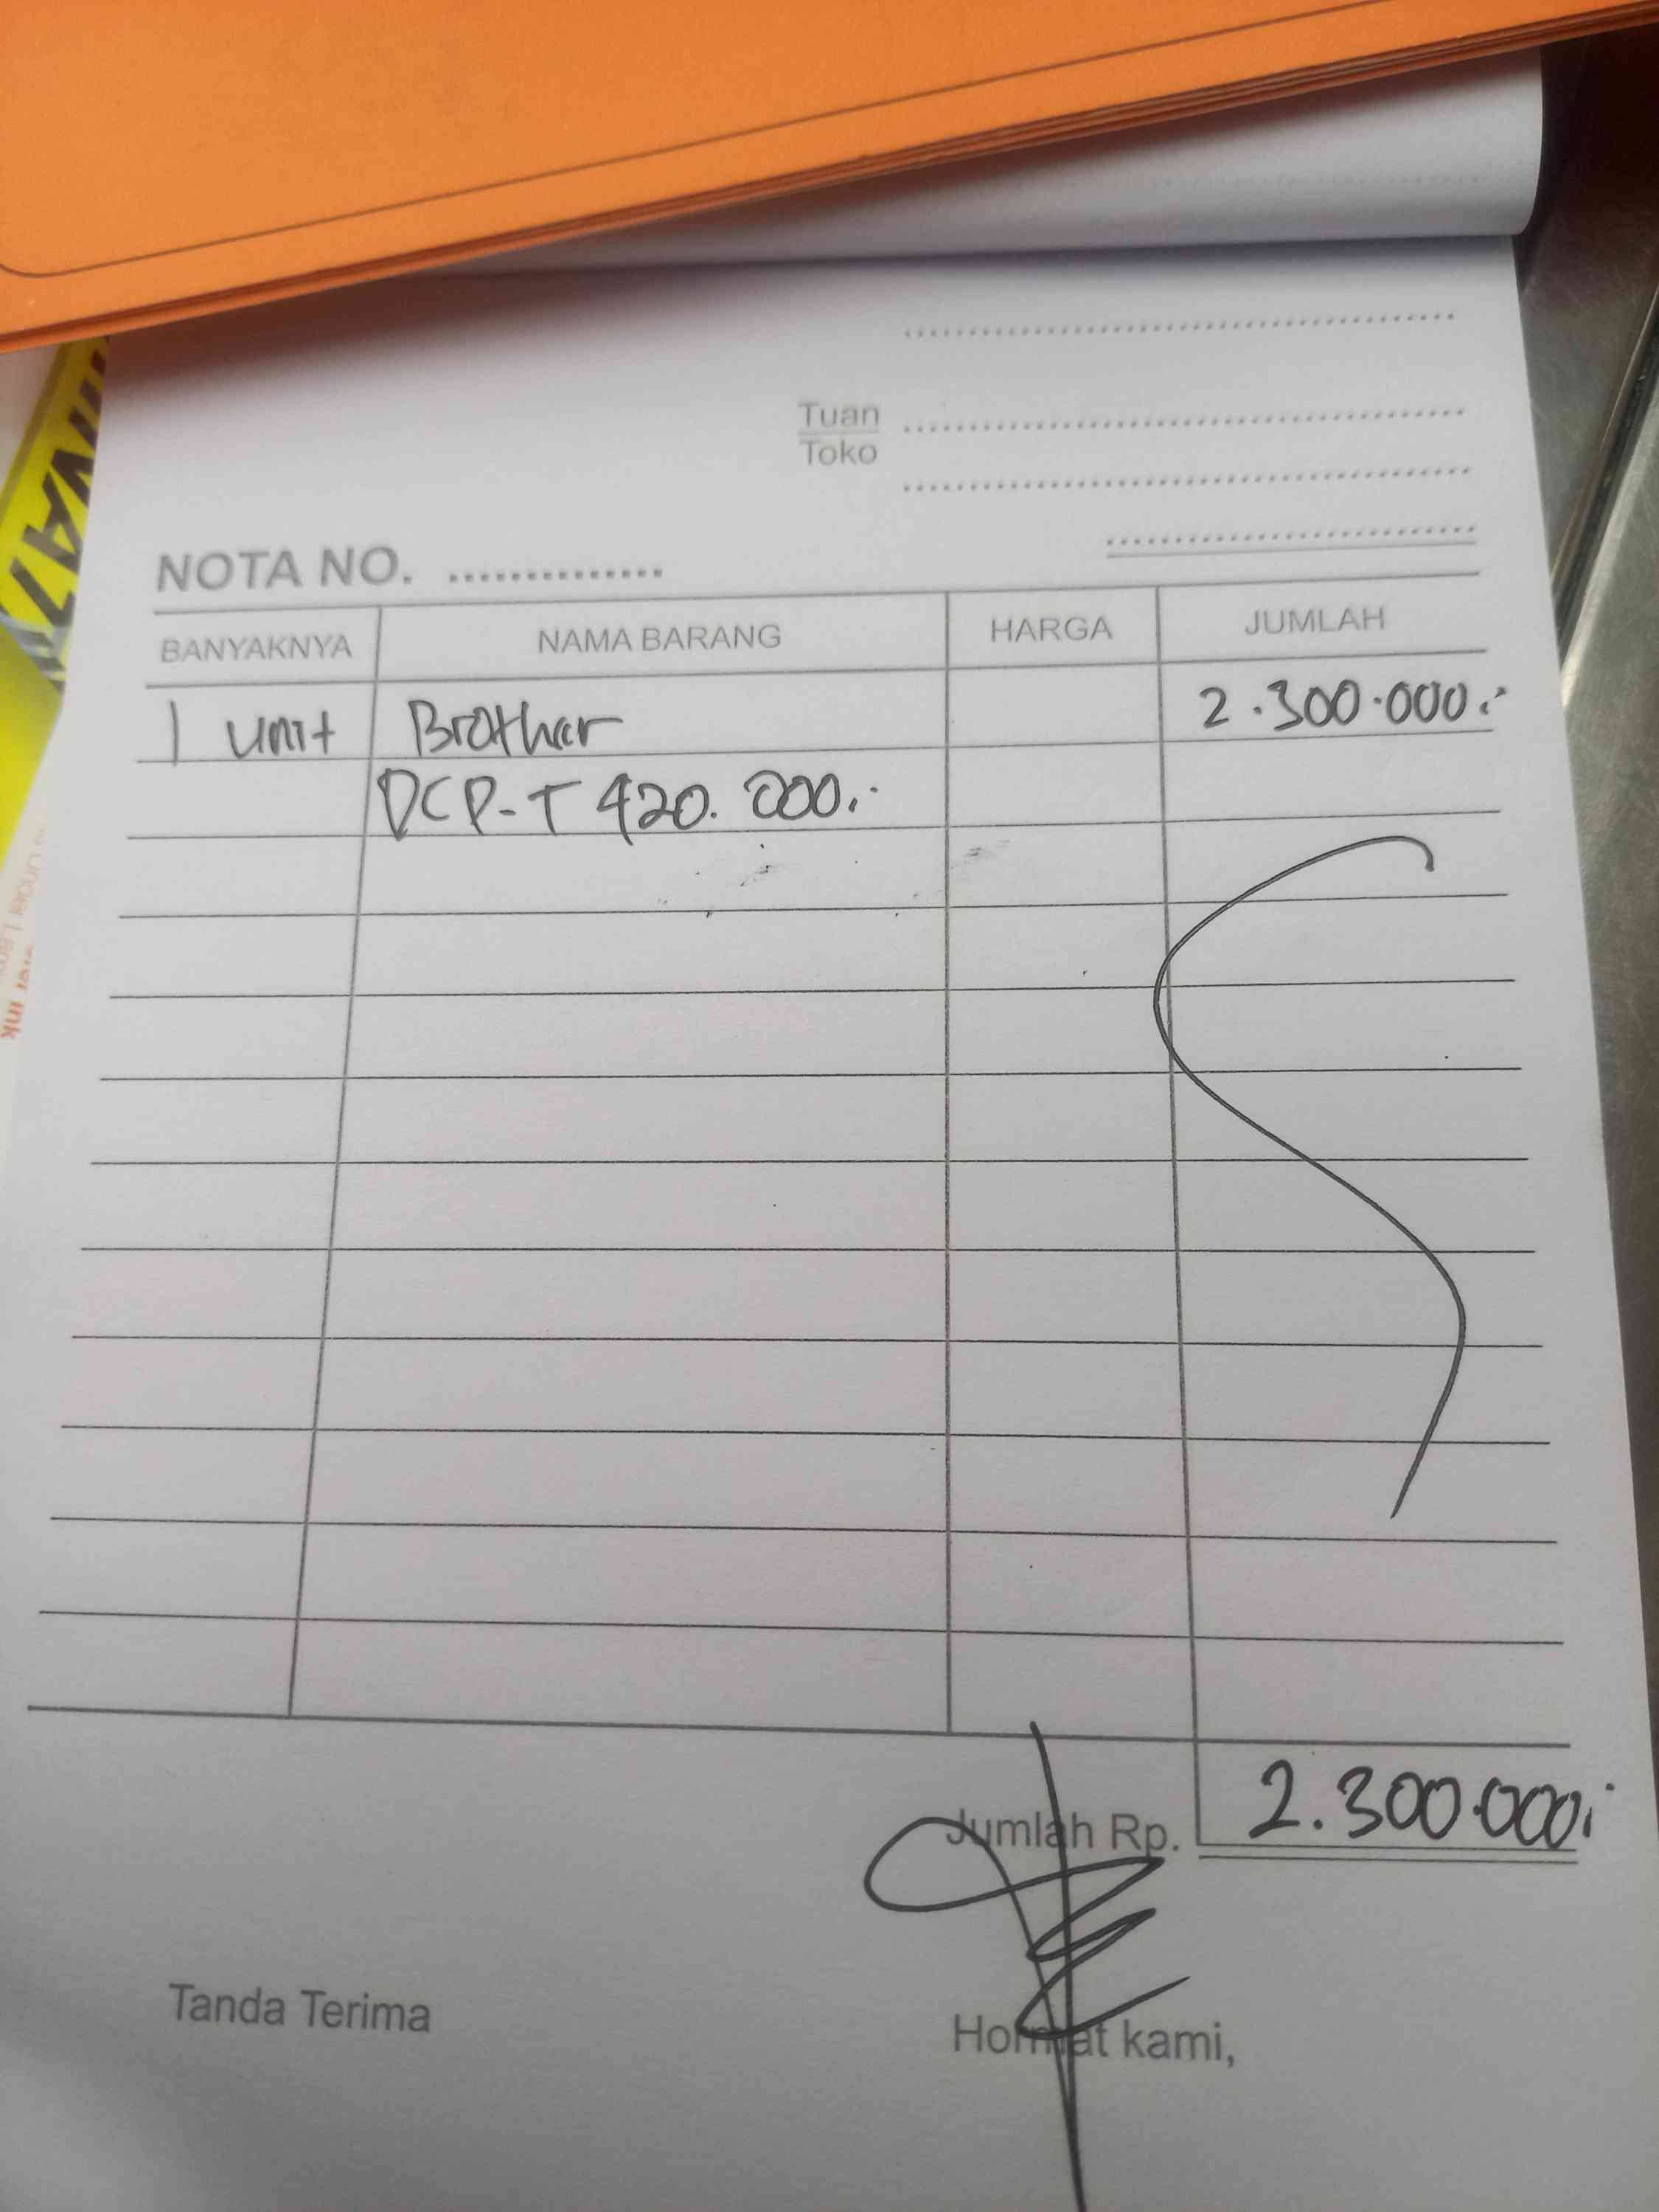 Tuan
Toko
NOTA NO. ...............
BANYAKNYA NAMA BARANG HARGA JUMLAH
1 unit Brother 2.300.000,-
DCP-T 420.000,-
Jumlah Rp. 2.300.000,-
Tanda Terima Hormat kami,